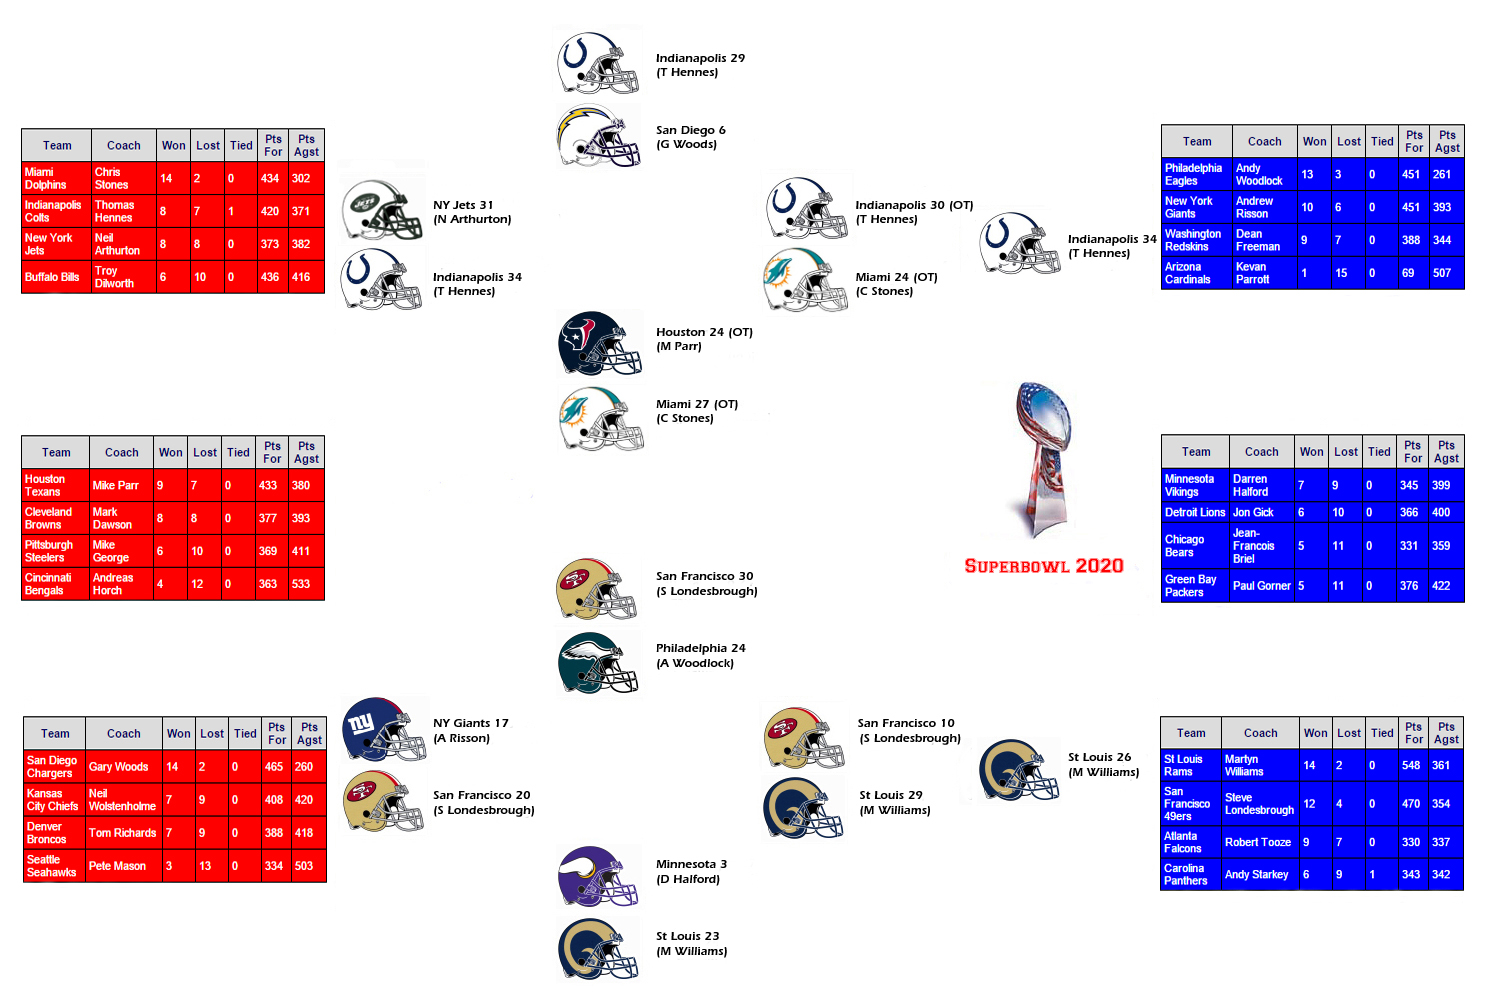 Indianapolis 29
(T Hennes)
San Diego 6
(G Woods)
Team Coach Won Lost Tied Pts For Pts Agst
Miami Dolphins Chris Stones 14 2 0 434 302
Indianapolis Colts Thomas Hennes 8 7 1 420 371
New York Jets Neil Arthurton 8 8 0 373 382
Buffalo Bills Troy Dilworth 6 10 0 436 416
JETS
NY Jets 31
(N Arthurton)
Indianapolis 34
(T Hennes)
Indianapolis 30 (OT)
(T Hennes)
Miami 24 (OT)
(C Stones)
Indianapolis 34
(T Hennes)
Team Coach Won Lost Tied Pts For Pts Agst
Philadelphia Eagles Andy Woodlock 13 3 0 451 261
New York Giants Andrew Risson 10 6 0 451 393
Washington Redskins Dean Freeman 9 7 0 388 344
Arizona Cardinals Kevan Parrott 1 15 0 69 507
Houston 24 (OT)
(M Parr)
Miami 27 (OT)
(C Stones)
Team Coach Won Lost Tied Pts For Pts Agst
Houston Texans Mike Parr 9 7 0 433 380
Cleveland Browns Mark Dawson 8 8 0 377 393
Pittsburgh Steelers Mike George 6 10 0 369 411
Cincinnati Bengals Andreas Horch 4 12 0 363 533
Superbowl 2020
Team Coach Won Lost Tied Pts For Pts Agst
Minnesota Vikings Darren Halford 7 9 0 345 399
Detroit Lions Jon Gick 6 10 0 366 400
Chicago Bears Jean-Francois Briel 5 11 0 331 359
Green Bay Packers Paul Gorner 5 11 0 376 422
SF
San Francisco 30
(S Londesbrough)
Philadelphia 24
(A Woodlock)
Team Coach Won Lost Tied Pts For Pts Agst
San Diego Chargers Gary Woods 14 2 0 465 260
Kansas City Chiefs Neil Wolstenholme 7 9 0 408 420
Denver Broncos Tom Richards 7 9 0 388 418
Seattle Seahawks Pete Mason 3 13 0 334 503
ny
NY Giants 17
(A Risson)
SF
San Francisco 20
(S Londesbrough)
SF
San Francisco 10
(S Londesbrough)
St Louis 29
(M Williams)
St Louis 26
(M Williams)
Minnesota 3
(D Halford)
St Louis 23
(M Williams)
Team Coach Won Lost Tied Pts For Pts Agst
St Louis Rams Martyn Williams 14 2 0 548 361
San Francisco 49ers Steve Londesbrough 12 4 0 470 354
Atlanta Falcons Robert Tooze 9 7 0 330 337
Carolina Panthers Andy Starkey 6 9 1 343 342